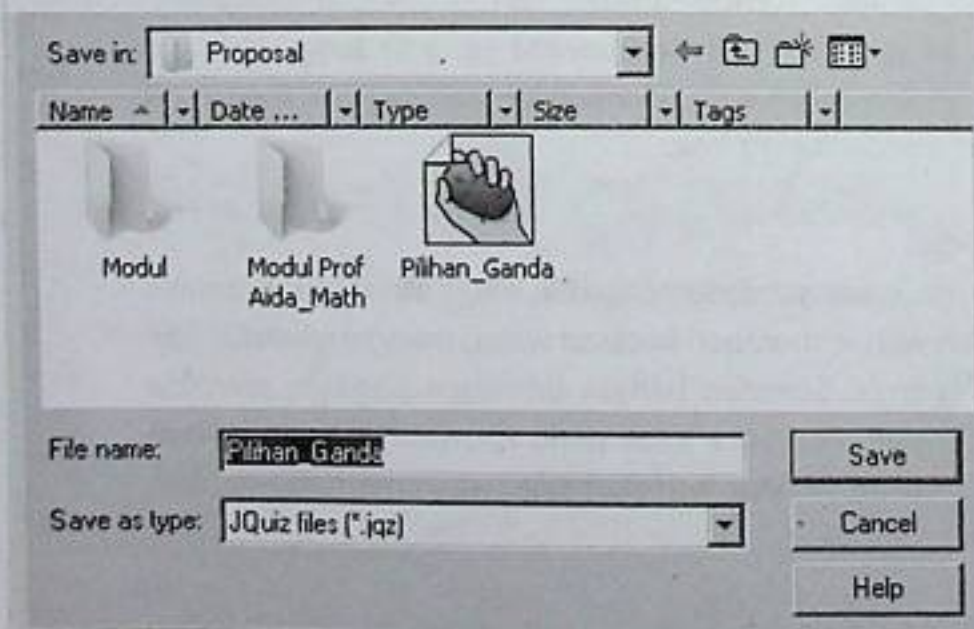 Save in: Proposal
Name Date ... Type Size Tags
Modul
Modul Prof Aida_Math
Pilihan_Ganda
File name: Pilihan_Ganda
Save as type: JQuiz files (*.jqz)
Save
Cancel
Help